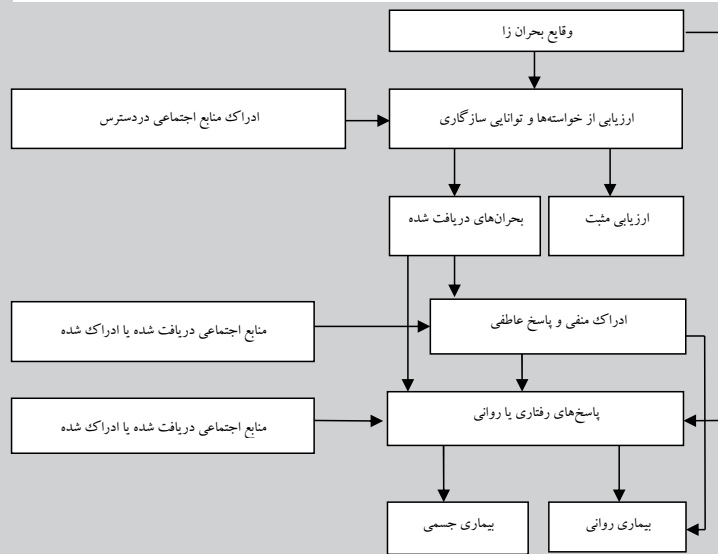 وقایع بحران زا
ادراک منابع اجتماعی دردسترس
ارزیابی از خواسته‌ها و توانایی سازگاری
ارزیابی مثبت
بحران‌های دریافت شده
ادراک منفی و پاسخ عاطفی
منابع اجتماعی دریافت شده یا ادراک شده
پاسخ‌های رفتاری یا روانی
منابع اجتماعی دریافت شده یا ادراک شده
بیماری روانی
بیماری جسمی